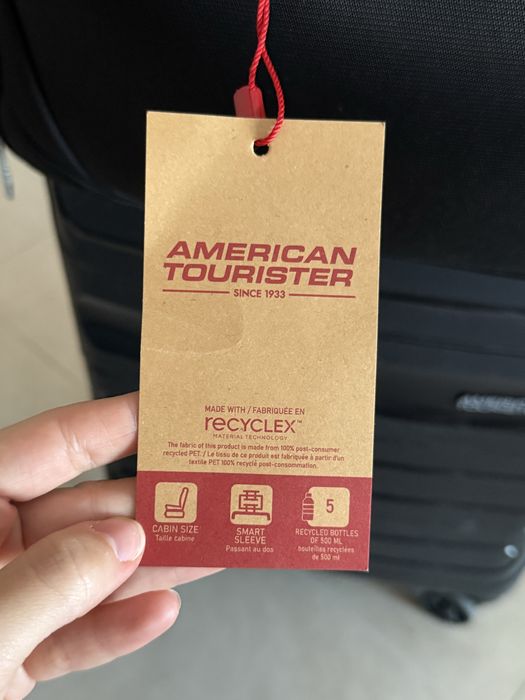 AMERICAN
TOURISTER
SINCE 1933
MADE WITH / FABRIQUÉE EN
reCYCLEX™
MATERIAL TECHNOLOGY
The fabric of this product is made from 100% post-consumer
recycled PET. / Le tissu de ce produit est fabriquée à partir d'un
textile PET 100% recyclé post-consommation.
CABIN SIZE
Taille cabine
SMART
SLEEVE
Passant au dos
5
RECYCLED BOTTLES
OF 500 ML
bouteilles recyclées
de 500 ml